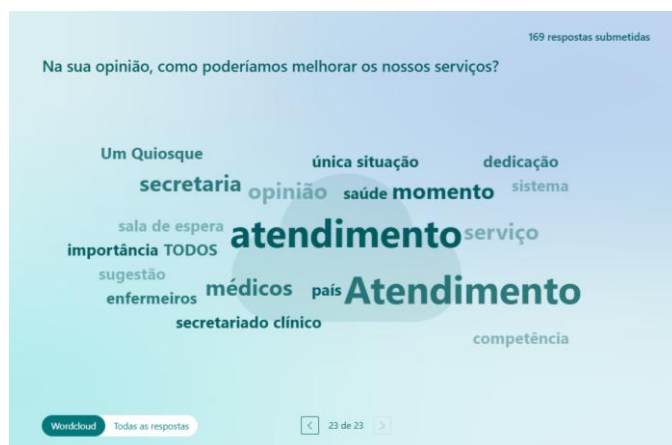 169 respostas submetidas
Na sua opinião, como poderíamos melhorar os nossos serviços?
Um Quiosque
única situação
dedicação
secretaria
opinião
saúde
momento
sistema
sala de espera
atendimento
serviço
importância
TODOS
sugestão
enfermeiros
médicos
país
Atendimento
secretariado clínico
competência
Wordcloud
Todas as respostas
23 de 23